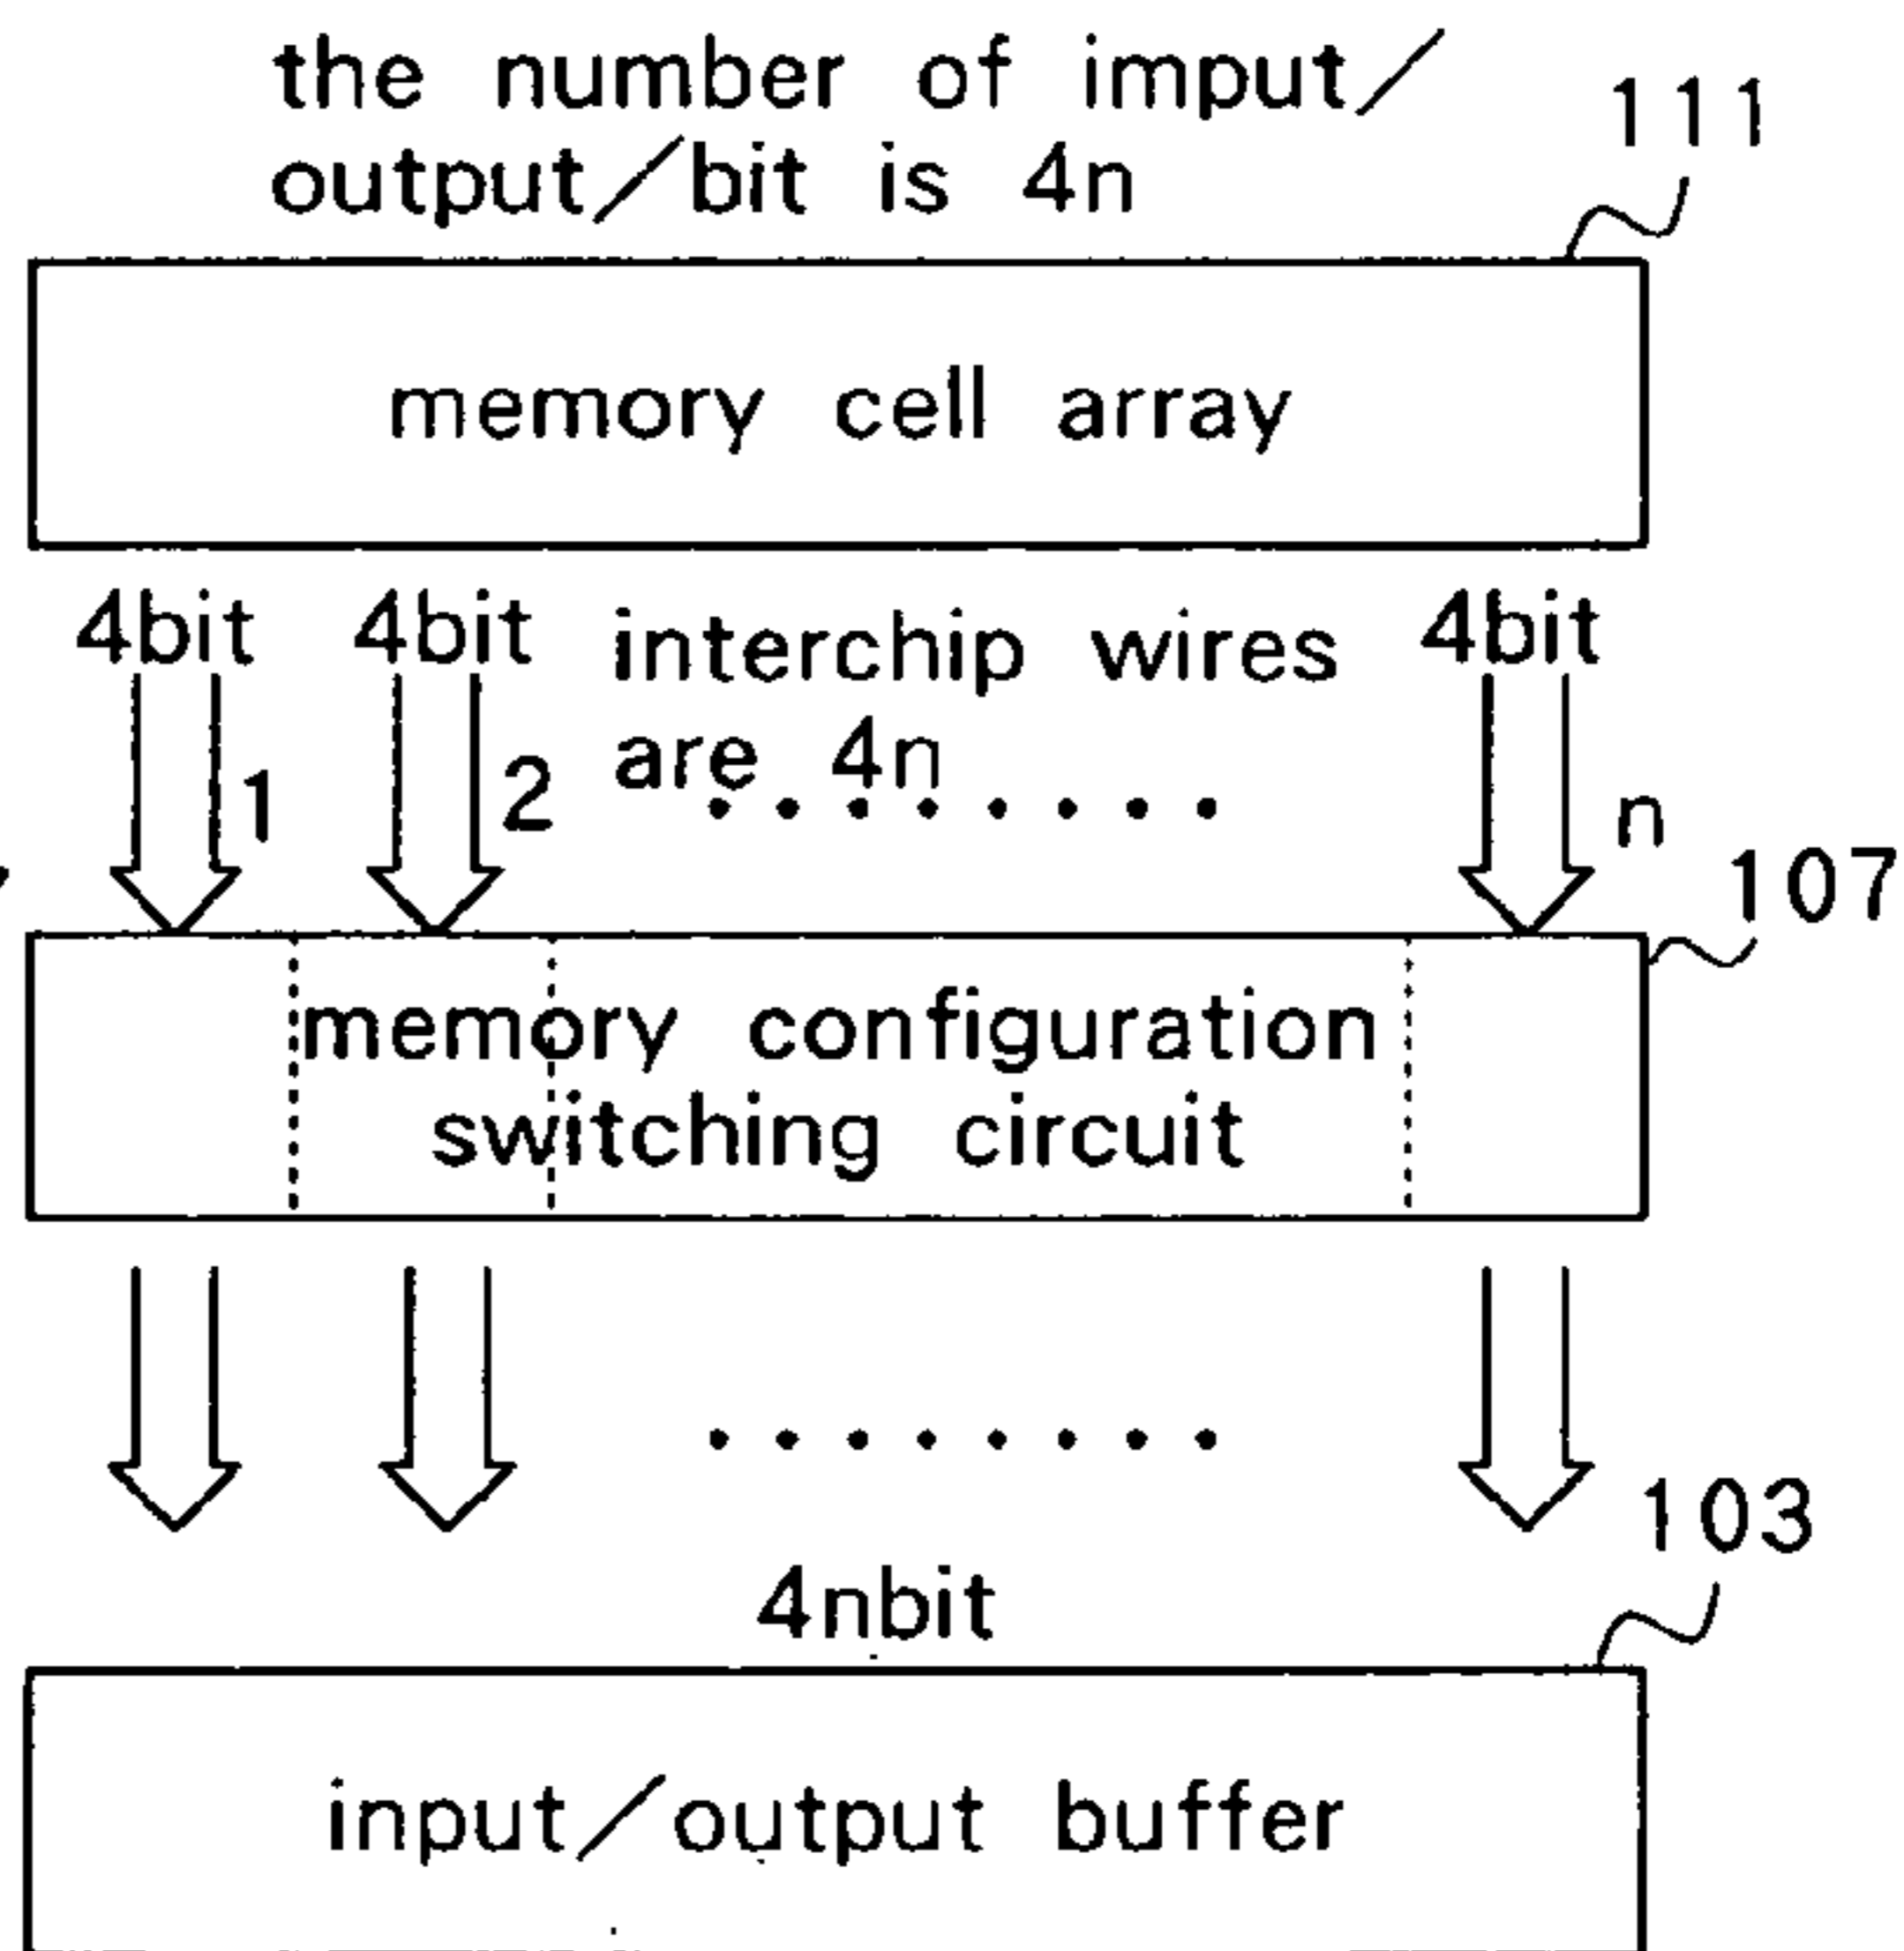 the number of imput/
output/bit is 4n
111
memory cell array
4bit 4bit interchip wires 4bit
are 4n
1 2 n
107
memory configuration
switching circuit
103
4nbit
input/output buffer